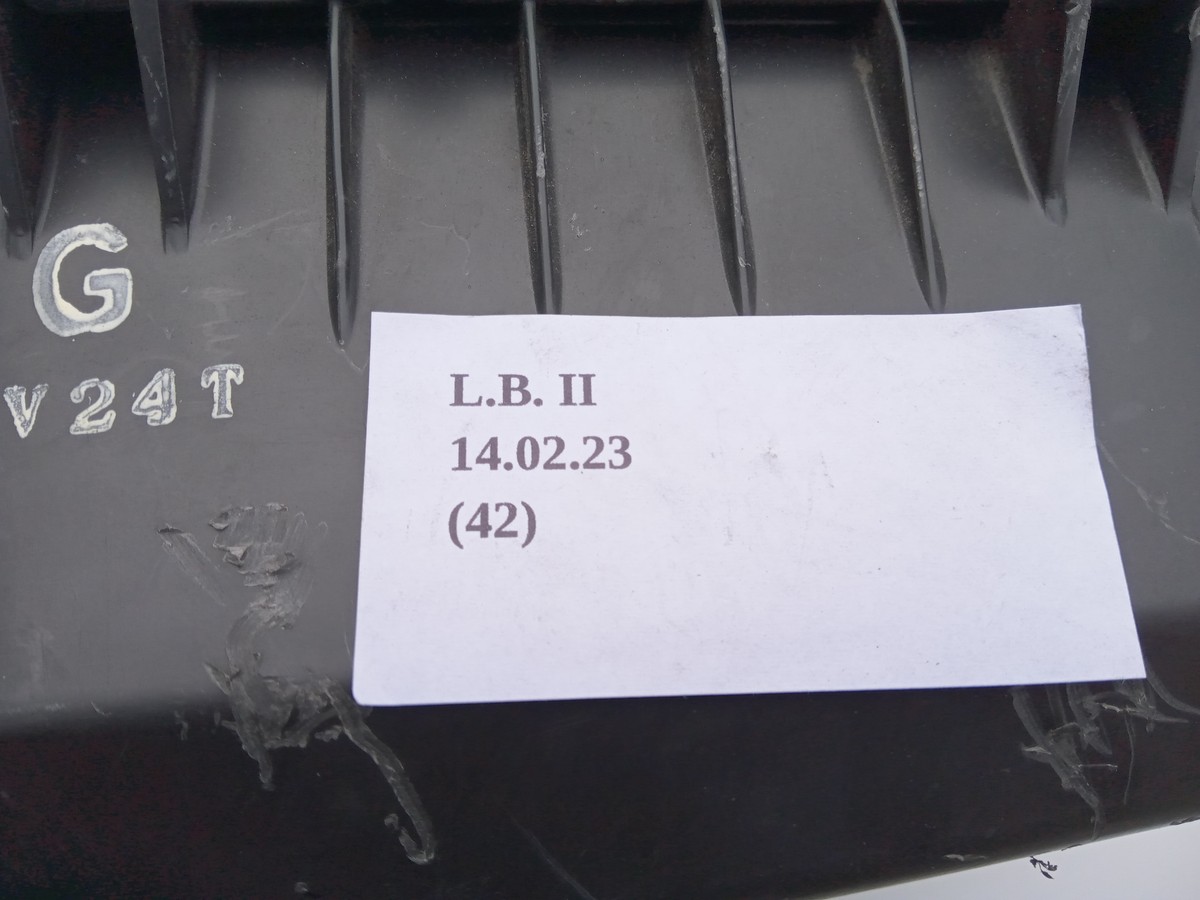 G
V24T
L.B. II
14.02.23
(42)